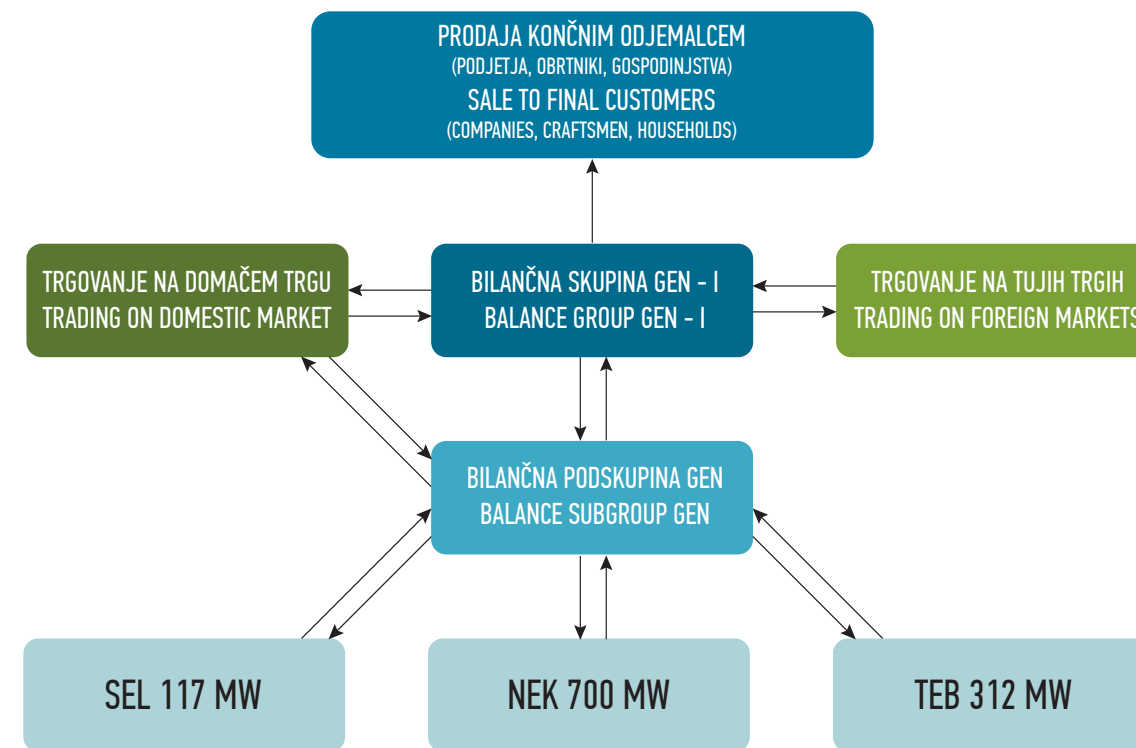 PRODAJA KONČNIM ODJEMALCEM
(PODJETJA, OBRTNIKI, GOSPODINJSTVA)
SALE TO FINAL CUSTOMERS
(COMPANIES, CRAFTSMEN, HOUSEHOLDS)
TRGOVANJE NA DOMAČEM TRGU
TRADING ON DOMESTIC MARKET
BILANČNA SKUPINA GEN - I
BALANCE GROUP GEN - I
TRGOVANJE NA TUJIH TRGIH
TRADING ON FOREIGN MARKETS
BILANČNA PODSKUPINA GEN
BALANCE SUBGROUP GEN
SEL 117 MW
NEK 700 MW
TEB 312 MW